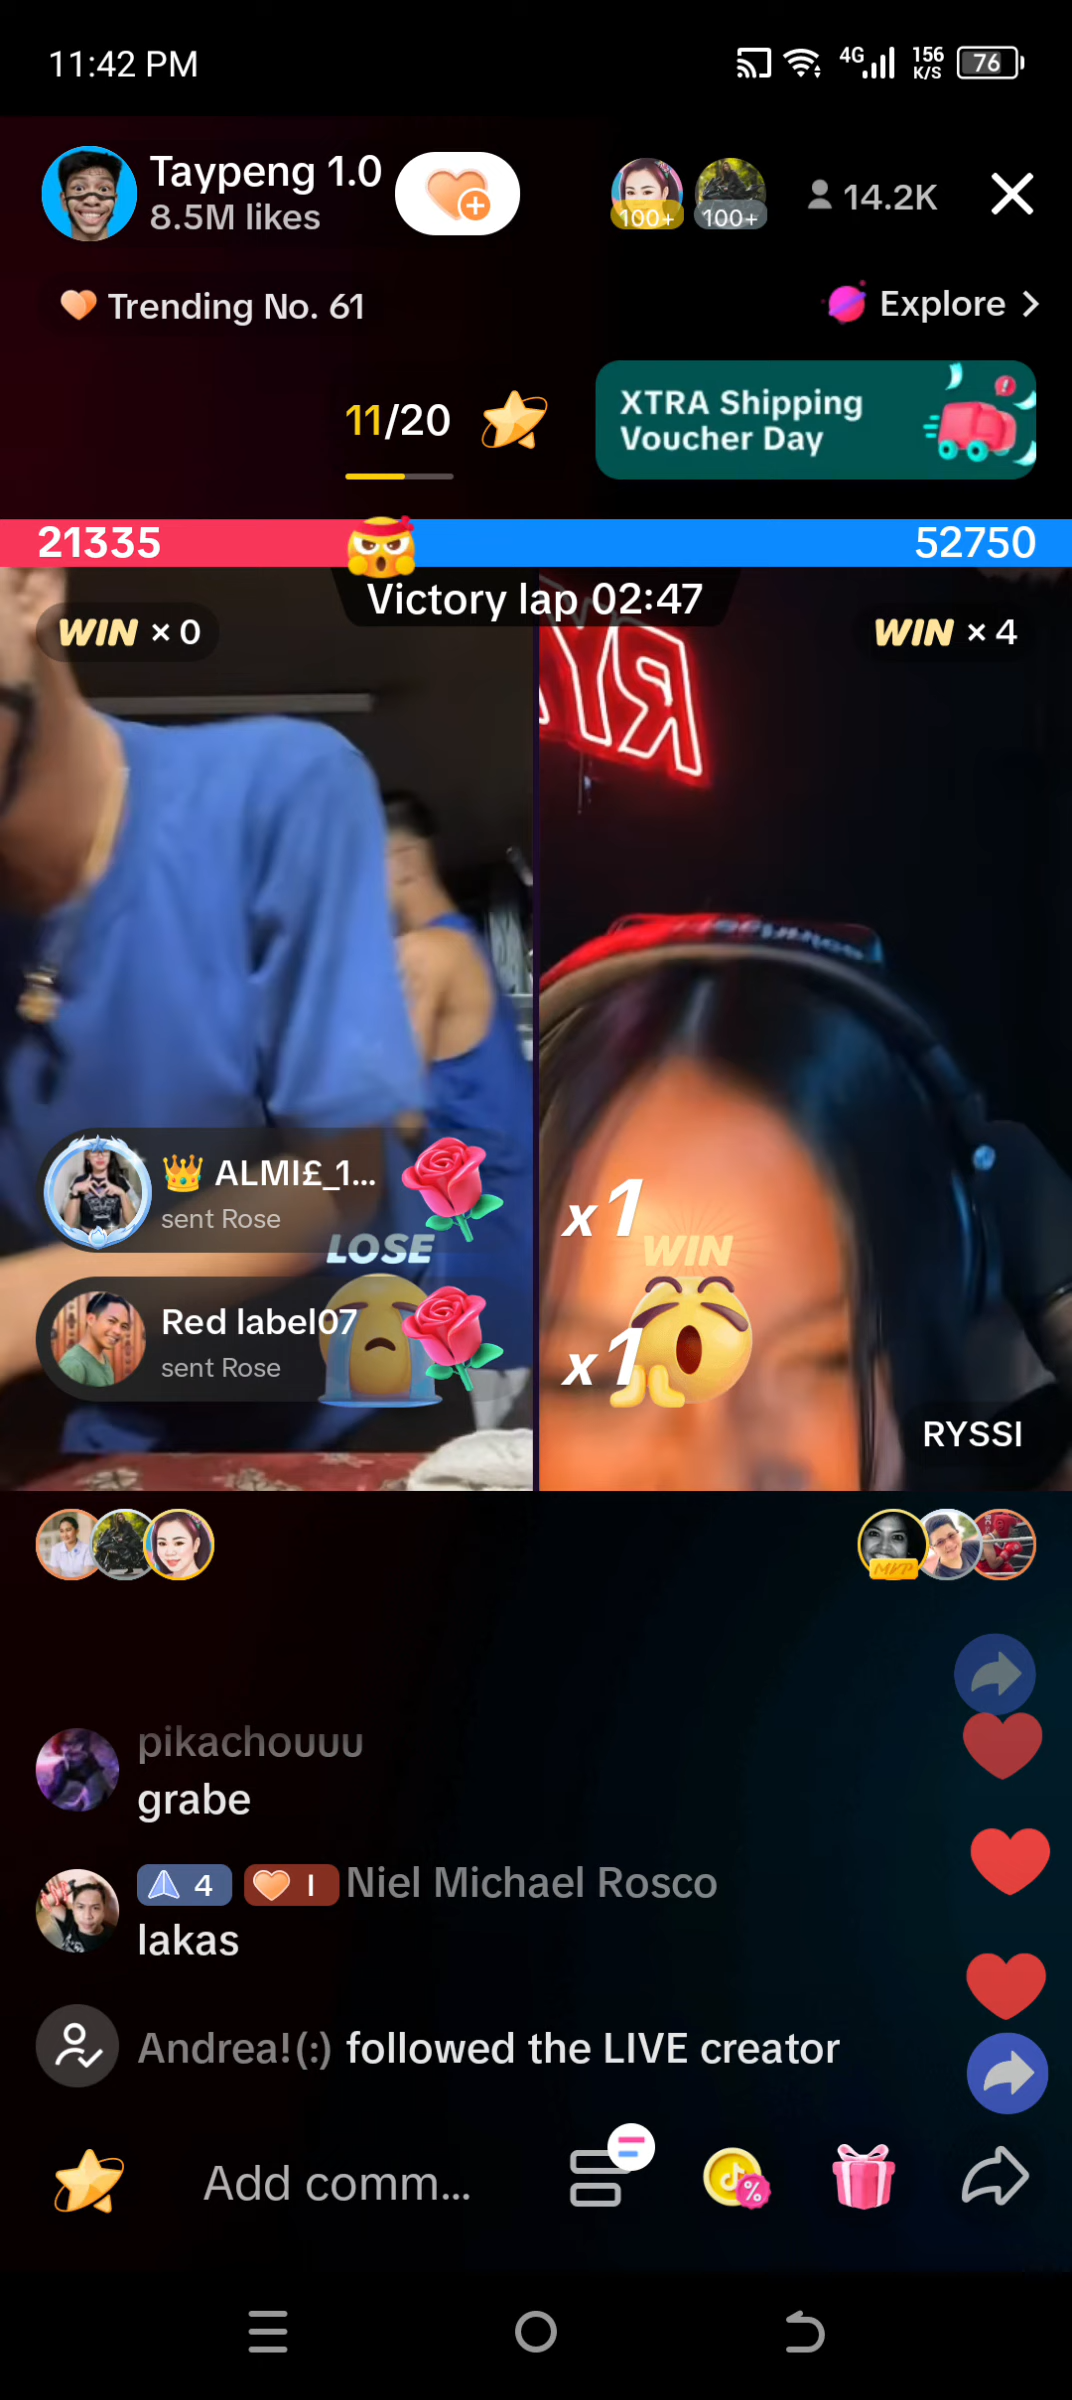 11:42 PM
4G
156
K/S
76
Taypeng 1.0
8.5M likes
100+
100+
14.2K
Trending No. 61
Explore
11/20
XTRA Shipping
Voucher Day
21335
52750
Victory lap 02:47
WIN × 0
WIN × 4
ALMI£_1...
sent Rose
x1
LOSE
WIN
Red label07
sent Rose
x1
RYSSI
MVP
pikachouuu
grabe
4
I
Niel Michael Rosco
lakas
Andrea!(:) followed the LIVE creator
Add comm...